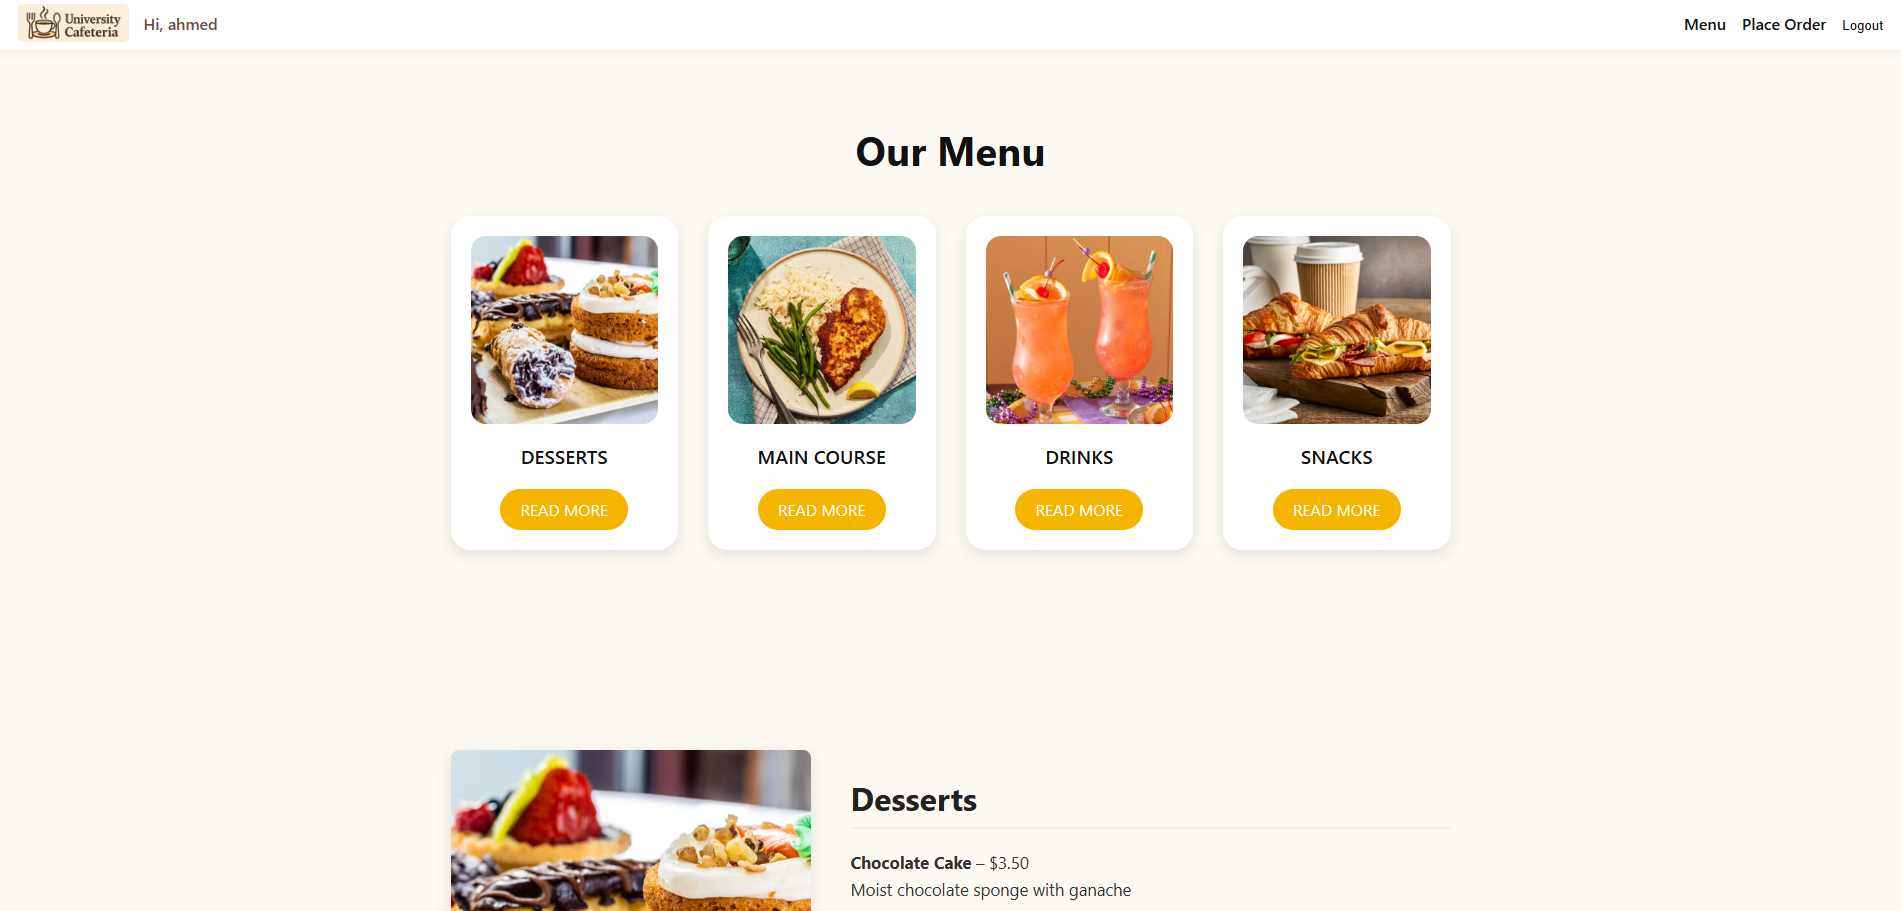 University
Cafeteria
Hi, ahmed
Menu
Place Order
Logout
Our Menu
DESSERTS
MAIN COURSE
DRINKS
SNACKS
READ MORE
READ MORE
READ MORE
READ MORE
Desserts
Chocolate Cake – $3.50
Moist chocolate sponge with ganache